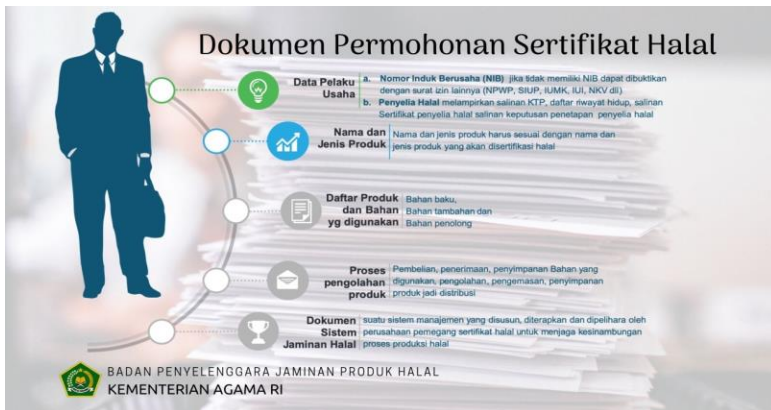 Dokumen Permohonan Sertifikat Halal
Data Pelaku
Usaha
a. Nomor Induk Berusaha (NIB) jika tidak memiliki NIB dapat dibuktikan
dengan surat izin lainnya (NPWP, SIUP, IUMK, IUI, NKV dll)
b. Penyelia Halal melampirkan salinan KTP, daftar riwayat hidup, salinan
Sertifikat penyelia halal salinan keputusan penetapan penyelia halal
Nama dan
Jenis Produk
Nama dan jenis produk harus sesuai dengan nama dan
jenis produk yang akan disertifikasi halal
Daftar Produk
dan Bahan
yg digunakan
Bahan baku,
Bahan tambahan dan
Bahan penolong
Proses
pengolahan
produk
Pembelian, penerimaan, penyimpanan Bahan yang
digunakan, pengolahan, pengemasan, penyimpanan
produk jadi distribusi
Dokumen
Sistem
Jaminan Halal
suatu sistem manajemen yang disusun, diterapkan dan dipelihara oleh
perusahaan pemegang sertifikat halal untuk menjaga kesinambungan
proses produksi halal
BADAN PENYELENGGARA JAMINAN PRODUK HALAL
KEMENTERIAN AGAMA RI